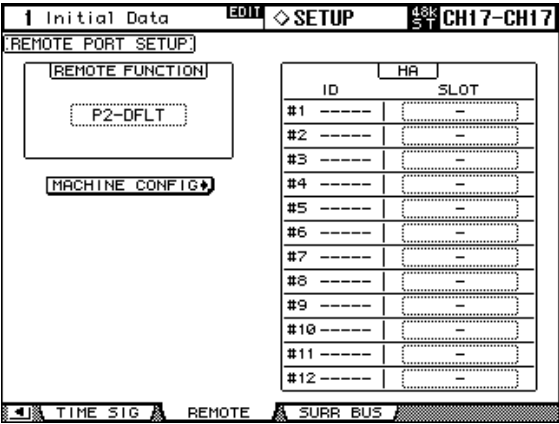 1 Initial Data EDIT ◇SETUP 48K ST CH17-CH17
REMOTE PORT SETUP
REMOTE FUNCTION
P2-DFLT
MACHINE CONFIG
HA
ID SLOT
#1 ----- -
#2 ----- -
#3 ----- -
#4 ----- -
#5 ----- -
#6 ----- -
#7 ----- -
#8 ----- -
#9 ----- -
#10 ----- -
#11 ----- -
#12 ----- -
TIME SIG REMOTE SURR BUS